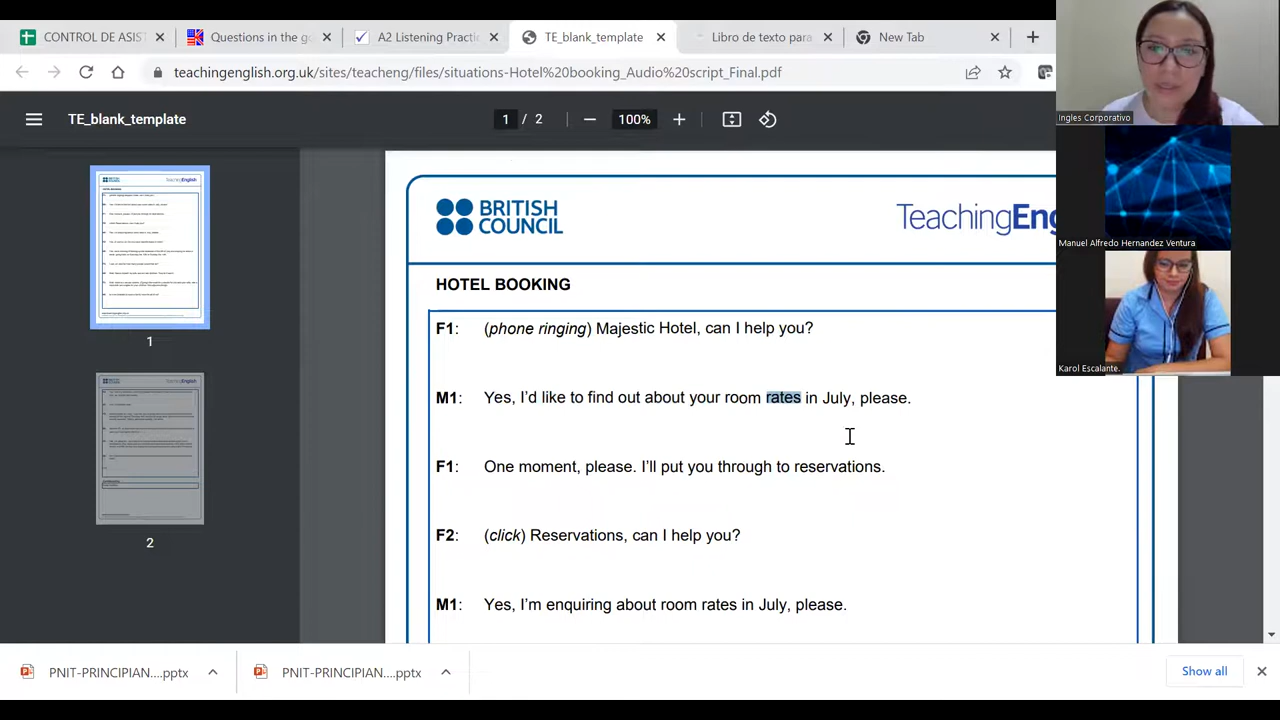 CONTROL DE ASIS
Questions in the go
A2 Listening Practi
TE_blank_template
Libro de texto para
New Tab
teachingenglish.org.uk/sites/teacheng/files/situations-Hotel%20booking_Audio%20script_Final.pdf
TE_blank_template
1 / 2
100%
1
2
BRITISH
COUNCIL
TeachingEng
HOTEL BOOKING
F1: (phone ringing) Majestic Hotel, can I help you?
M1: Yes, I'd like to find out about your room rates in July, please.
F1: One moment, please. I'll put you through to reservations.
F2: (click) Reservations, can I help you?
M1: Yes, I'm enquiring about room rates in July, please.
Ingles Corporativo
Manuel Alfredo Hernandez Ventura
Karol Escalante.
PNIT-PRINCIPIAN....pptx
PNIT-PRINCIPIAN....pptx
Show all